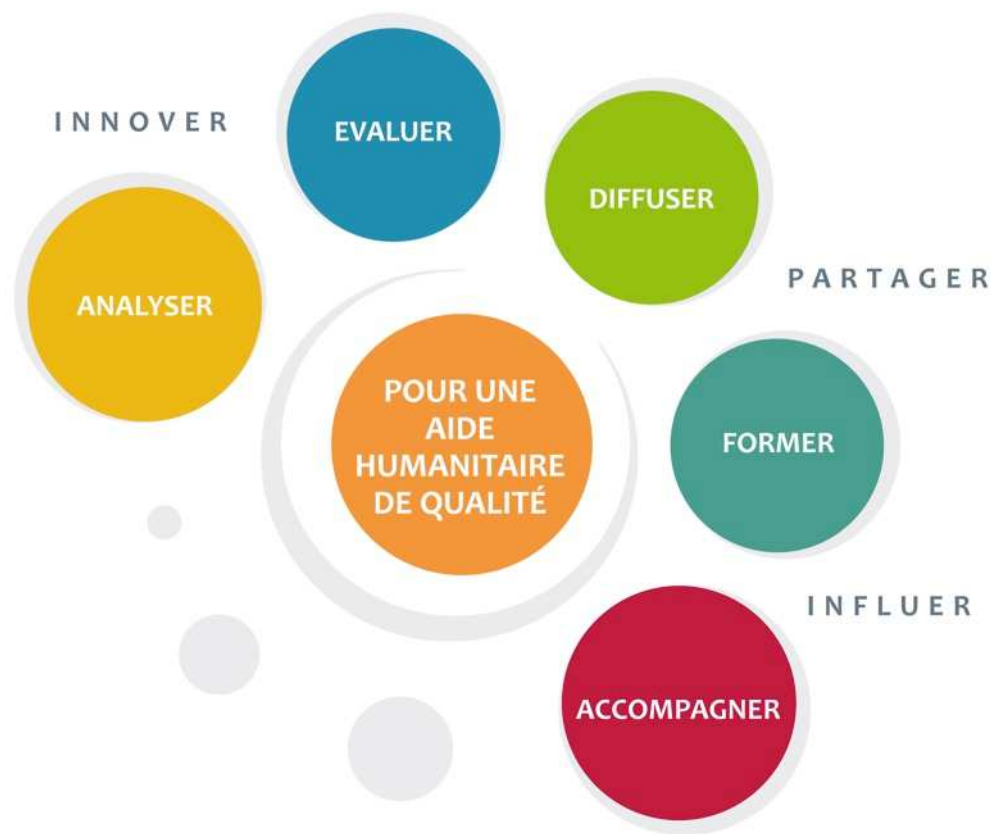 INNOVER
EVALUER
DIFFUSER
ANALYSER
PARTAGER
POUR UNE
AIDE
HUMANITAIRE
DE QUALITÉ
FORMER
INFLUER
ACCOMPAGNER